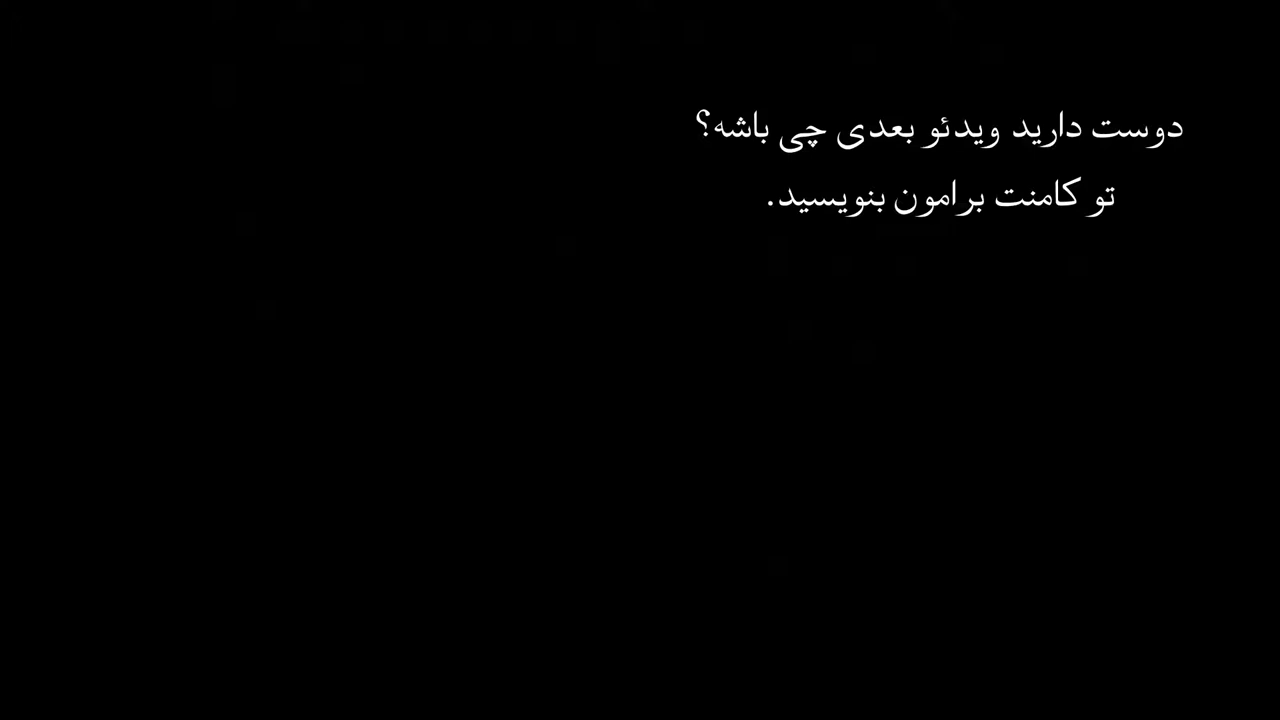 دوست دارید ویدئو بعدی چی باشه؟
تو کامنت برامون بنویسید.